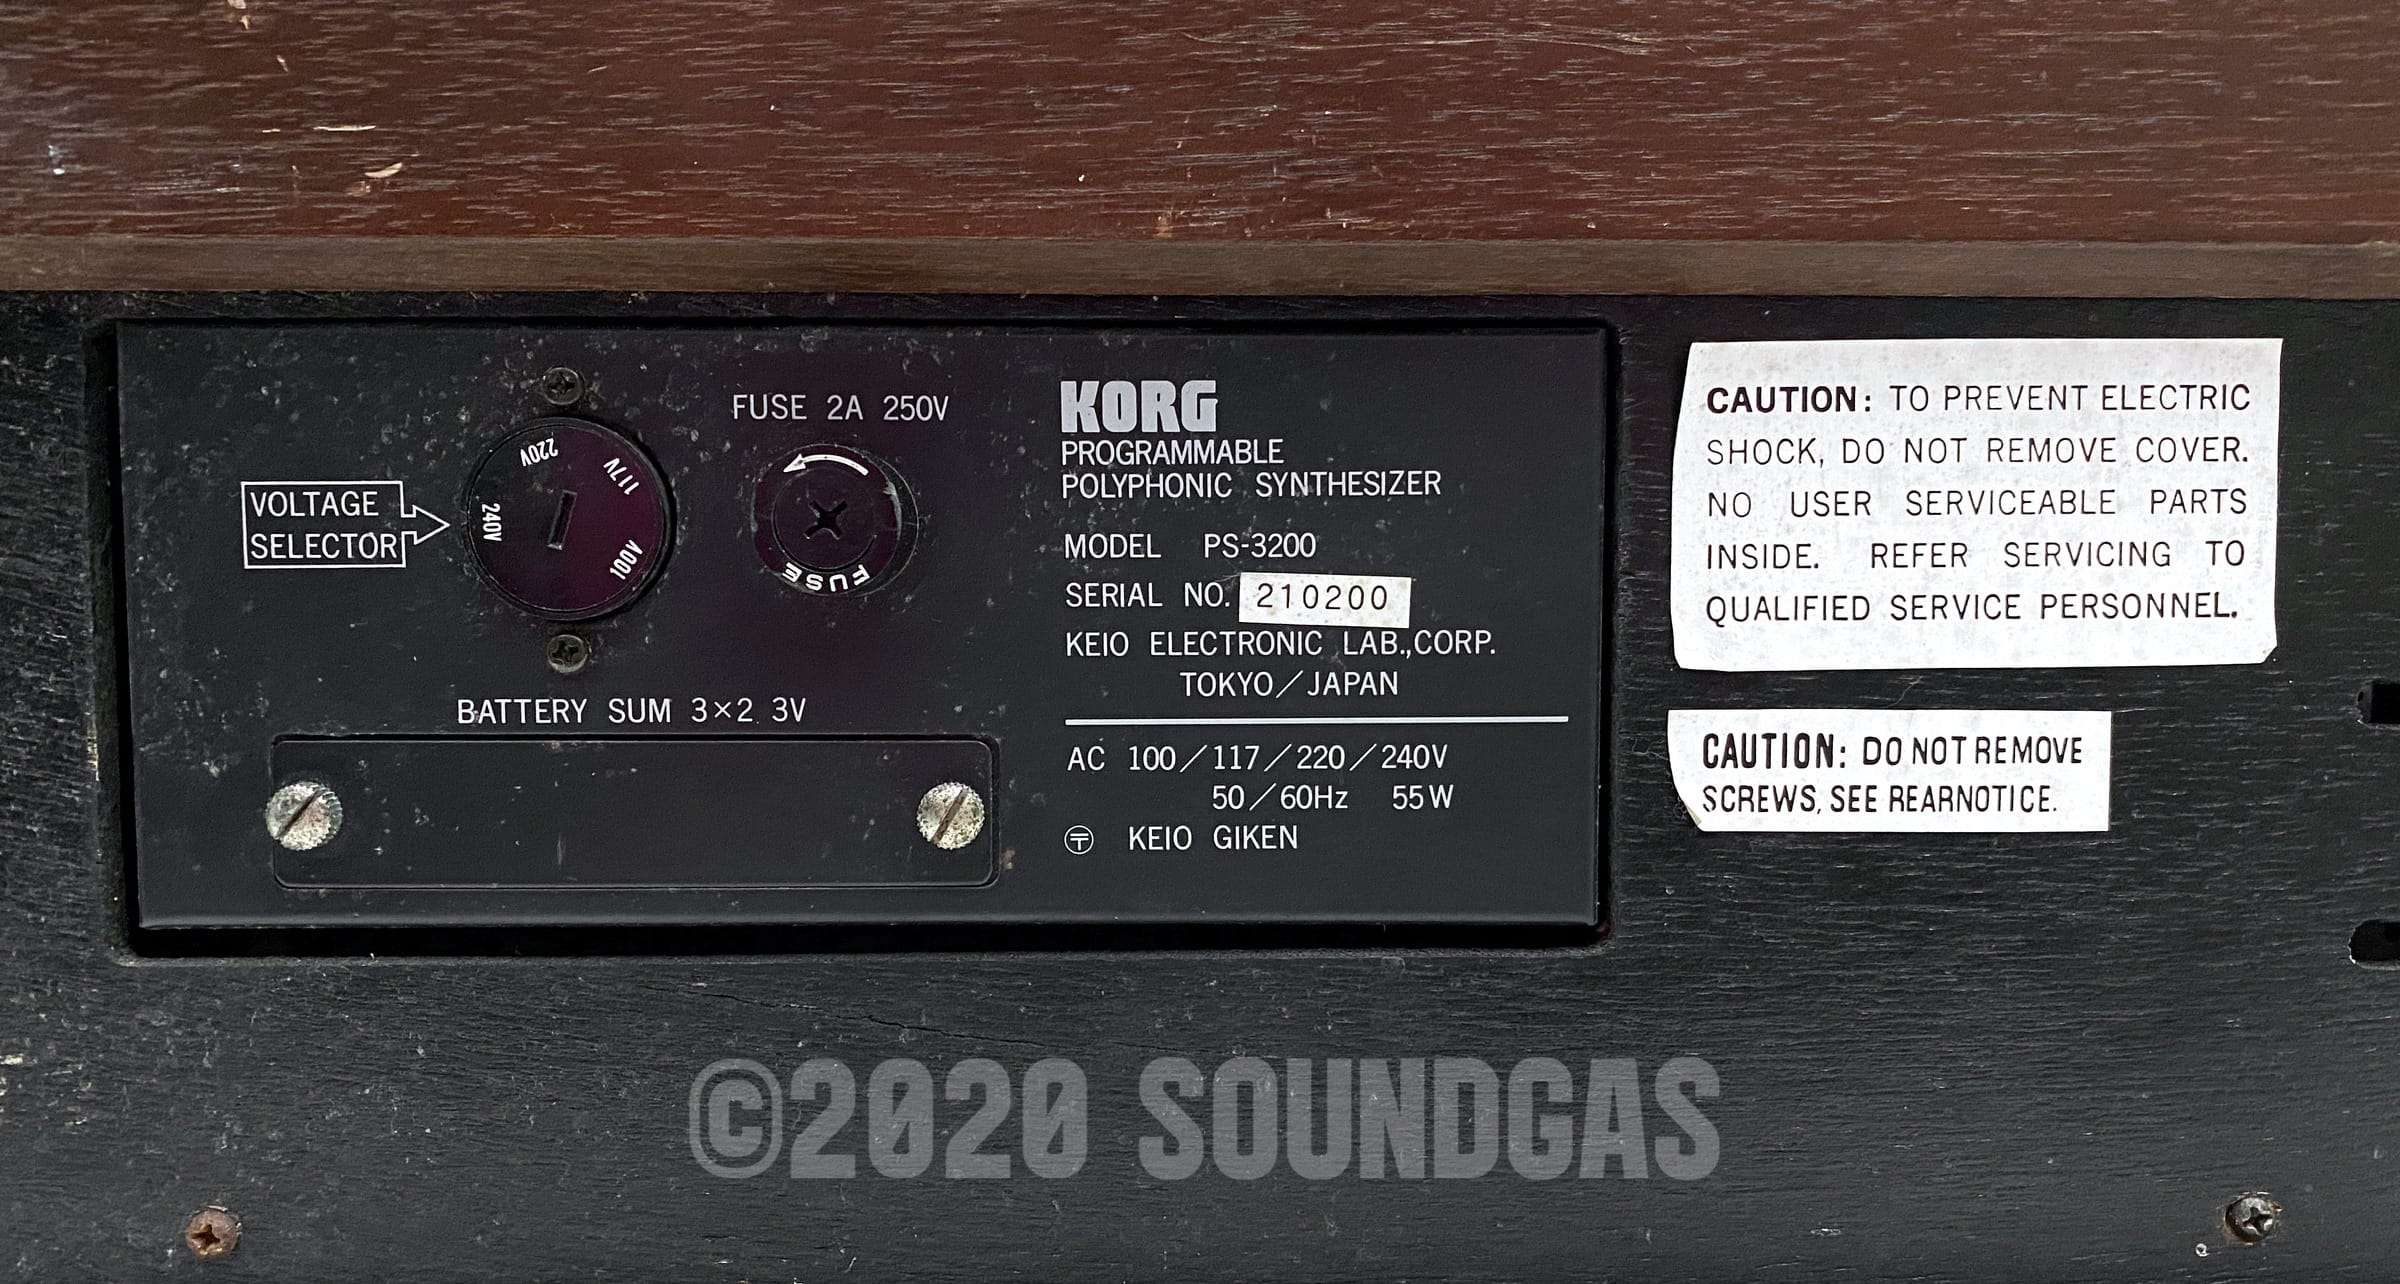 VOLTAGE
SELECTOR
220V
117V
240V
100V
FUSE 2A 250V
FUSE
BATTERY SUM 3×2 3V
KORG
PROGRAMMABLE
POLYPHONIC SYNTHESIZER
MODEL PS-3200
SERIAL NO. 210200
KEIO ELECTRONIC LAB.,CORP.
TOKYO/JAPAN
AC 100/117/220/240V
50/60Hz 55W
〶 KEIO GIKEN
CAUTION: TO PREVENT ELECTRIC
SHOCK, DO NOT REMOVE COVER.
NO USER SERVICEABLE PARTS
INSIDE. REFER SERVICING TO
QUALIFIED SERVICE PERSONNEL.
CAUTION: DO NOT REMOVE
SCREWS, SEE REARNOTICE.
©2020 SOUNDGAS